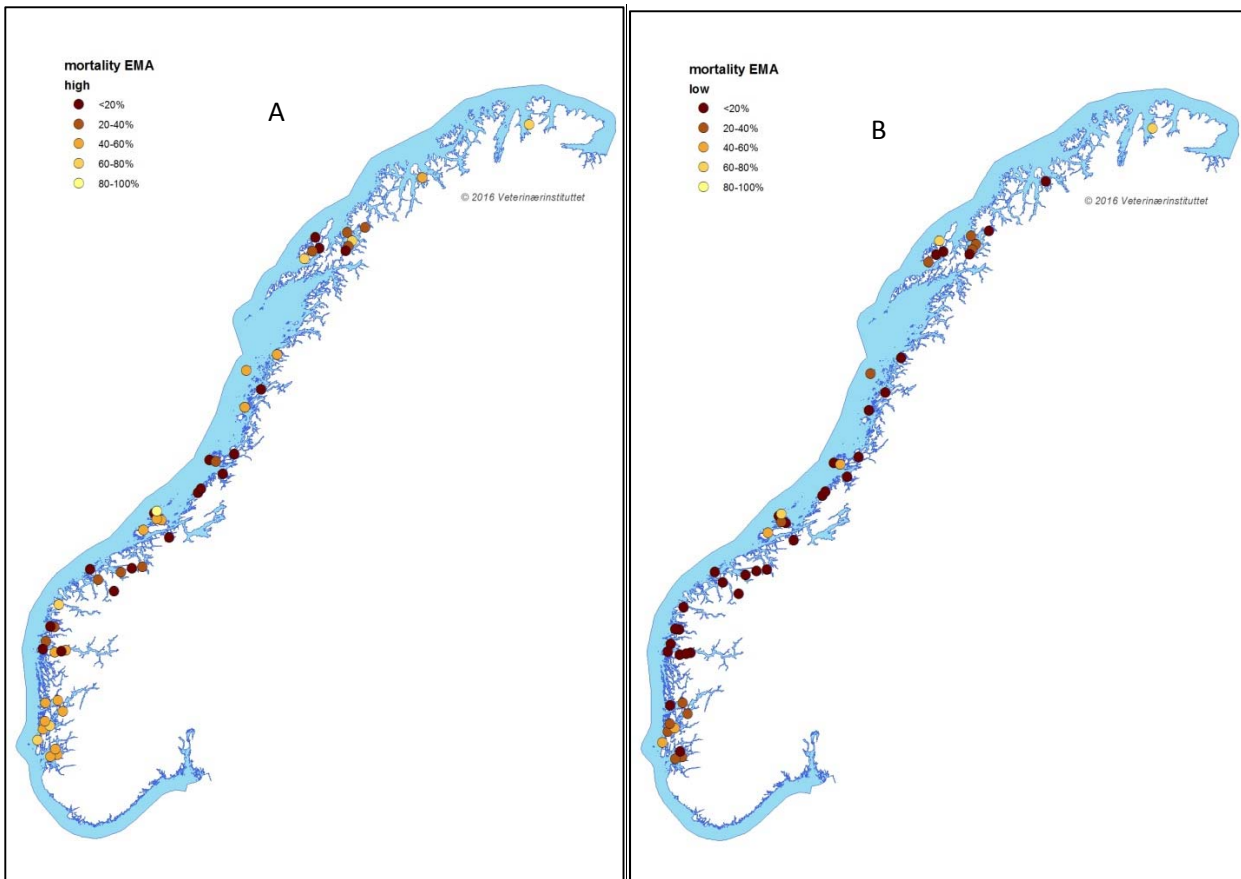 mortality EMA
high
<20%
20-40%
40-60%
60-80%
80-100%
A
© 2016 Veterinærinstituttet
mortality EMA
low
<20%
20-40%
40-60%
60-80%
80-100%
B
© 2016 Veterinærinstituttet